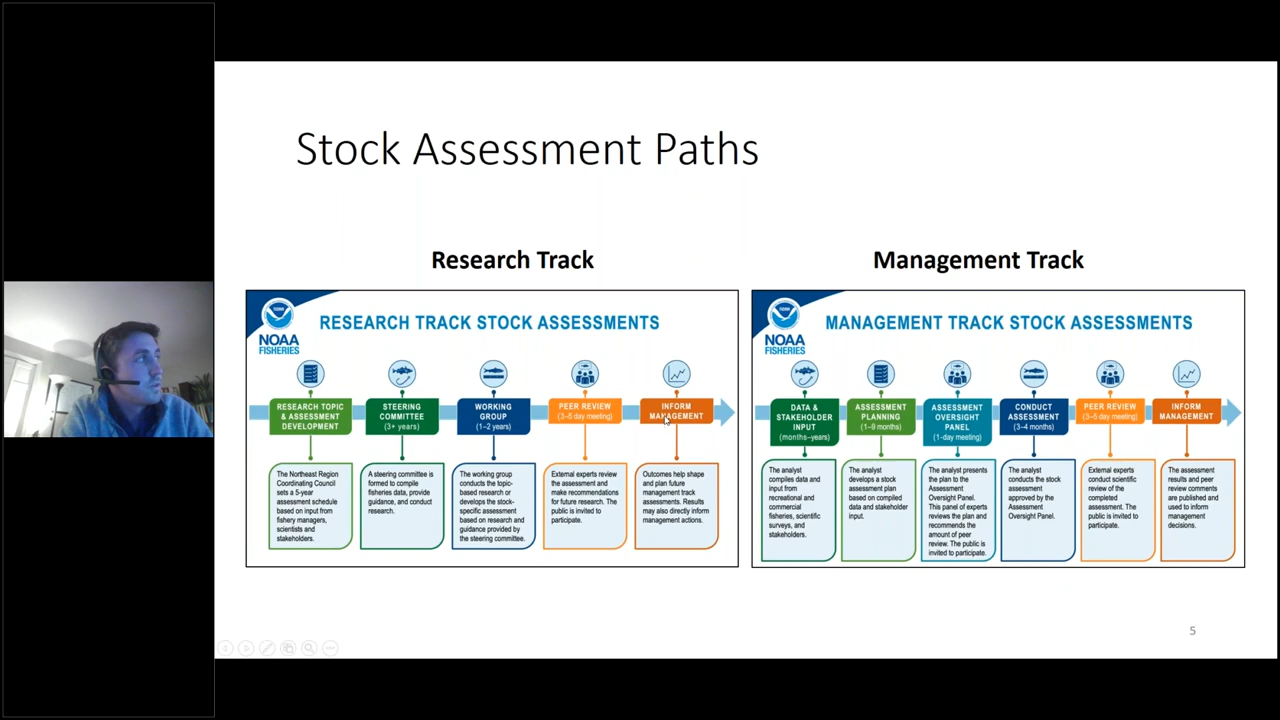 Stock Assessment Paths
Research Track
NOAA
FISHERIES
RESEARCH TRACK STOCK ASSESSMENTS
RESEARCH TOPIC
& ASSESSMENT
DEVELOPMENT
The Northeast Region
Coordinating Council
sets a 5-year
assessment schedule
based on input from
fishery managers,
scientists and
stakeholders.
STEERING
COMMITTEE
(3+ years)
A steering committee is
formed to compile
fisheries data, provide
guidance, and conduct
research.
WORKING
GROUP
(1–2 years)
The working group
conducts the topic-
based research or
develops the stock-
specific assessment
based on research and
guidance provided by
the steering committee.
PEER REVIEW
(3–5 day meeting)
External experts review
the assessment and
make recommendations
for future research. The
public is invited to
participate.
INFORM
MANAGEMENT
Outcomes help shape
and plan future
management track
assessments. Results
may also directly inform
management actions.
Management Track
NOAA
FISHERIES
MANAGEMENT TRACK STOCK ASSESSMENTS
DATA &
STAKEHOLDER
INPUT
(months–years)
The analyst
compiles data and
input from
recreational and
commercial
fisheries, scientific
surveys, and
stakeholders.
ASSESSMENT
PLANNING
(1–9 months)
The analyst
develops a stock
assessment plan
based on compiled
data and stakeholder
input.
ASSESSMENT
OVERSIGHT
PANEL
(1-day meeting)
The analyst presents
the plan to the
Assessment
Oversight Panel.
This panel of experts
reviews the plan and
recommends the
amount of peer
review. The public is
invited to participate.
CONDUCT
ASSESSMENT
(3–4 months)
The analyst
conducts the stock
assessment
approved by the
Assessment
Oversight Panel.
PEER REVIEW
(3–5 day meeting)
External experts
conduct scientific
review of the
completed
assessment. The
public is invited to
participate.
INFORM
MANAGEMENT
The assessment
results and peer
review comments
are published and
used to inform
management
decisions.
5